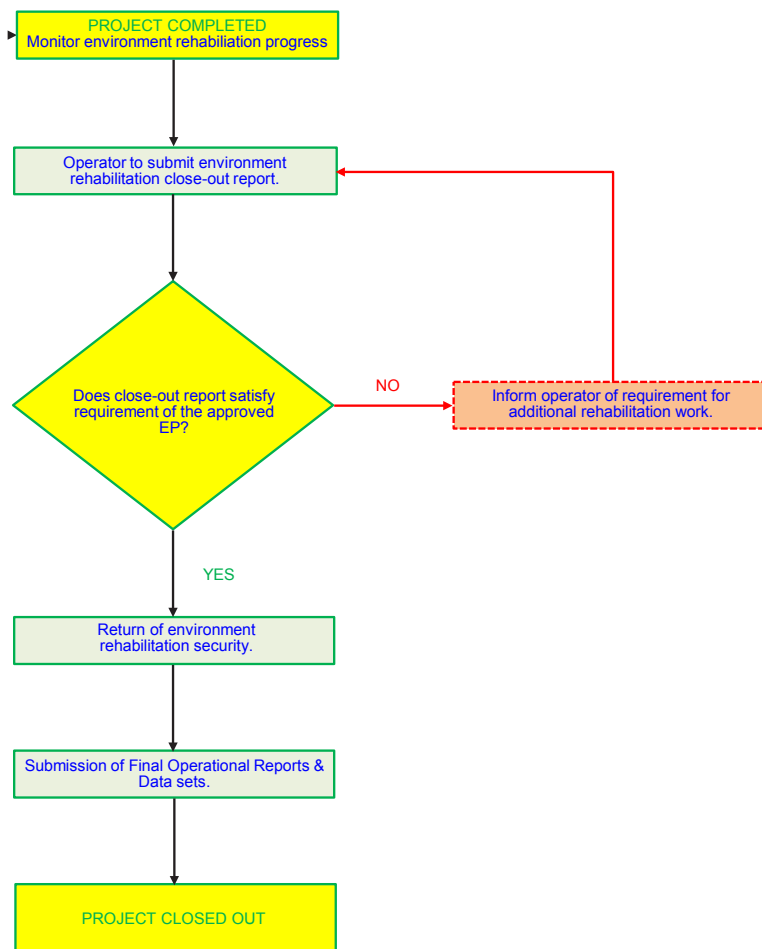 PROJECT COMPLETED
Monitor environment rehabiliation progress
Operator to submit environment
rehabilitation close-out report.
Does close-out report satisfy
requirement of the approved
EP?
NO
Inform operator of requirement for
additional rehabilitation work.
YES
Return of environment
rehabilitation security.
Submission of Final Operational Reports &
Data sets.
PROJECT CLOSED OUT